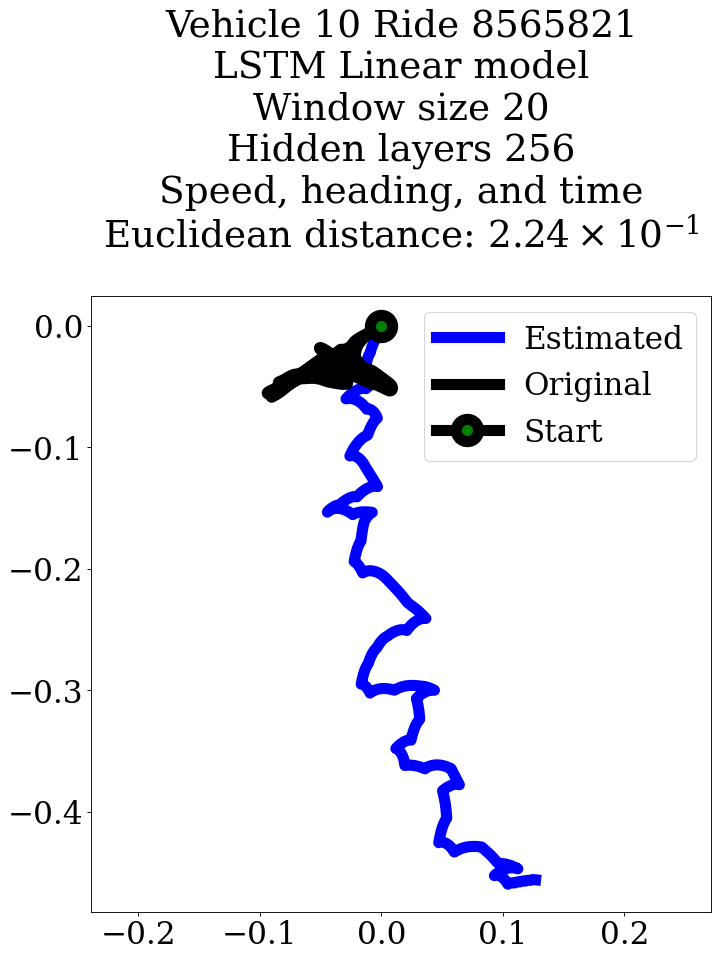 Vehicle 10 Ride 8565821
LSTM Linear model
Window size 20
Hidden layers 256
Speed, heading, and time
Euclidean distance: 2.24 × 10⁻¹
Estimated
Original
Start
0.0
−0.1
−0.2
−0.3
−0.4
−0.2 −0.1 0.0 0.1 0.2